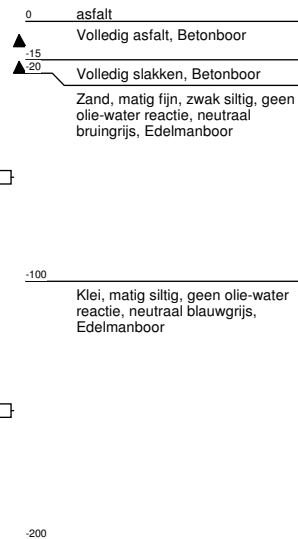 0 asfalt
Volledig asfalt, Betonboor
-15
-20
Volledig slakken, Betonboor
Zand, matig fijn, zwak siltig, geen
olie-water reactie, neutraal
bruingrijs, Edelmanboor
-100
Klei, matig siltig, geen olie-water
reactie, neutraal blauwgrijs,
Edelmanboor
-200